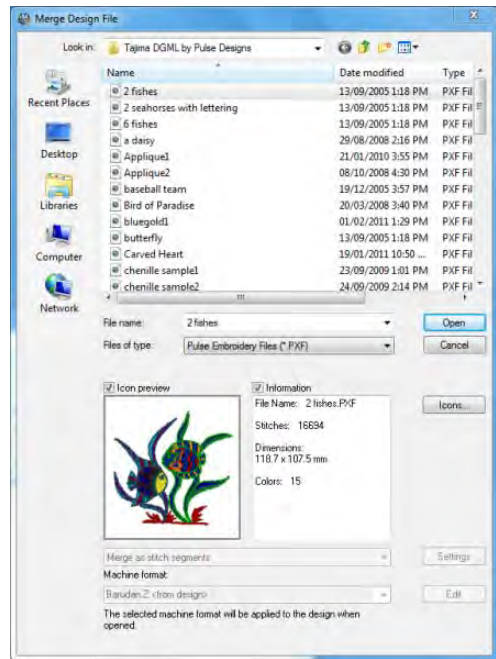 Merge Design File
Look in: Tajima DGML by Pulse Designs
Name Date modified Type
2 fishes 13/09/2005 1:18 PM PXF Fil
2 seahorses with lettering 13/09/2005 1:18 PM PXF Fil
6 fishes 13/09/2005 1:18 PM PXF Fil
a daisy 29/08/2008 2:16 PM PXF Fil
Applique1 21/01/2010 3:55 PM PXF Fil
Applique2 08/10/2008 4:30 PM PXF Fil
baseball team 19/12/2005 3:57 PM PXF Fil
Bird of Paradise 20/03/2008 3:40 PM PXF Fil
bluegold1 01/02/2011 1:29 PM PXF Fil
butterfly 13/09/2005 1:18 PM PXF Fil
Carved Heart 19/01/2011 10:50 ... PXF Fil
chenille sample1 23/09/2009 1:01 PM PXF Fil
chenille sample2 24/09/2009 2:14 PM PXF Fil
Recent Places
Desktop
Libraries
Computer
Network
File name: 2 fishes Open
Files of type: Pulse Embroidery Files (*.PXF) Cancel
Icon preview
Information
File Name: 2 fishes.PXF
Stitches: 16694
Dimensions:
118.7 x 107.5 mm
Colors: 15
Icons...
Merge as stitch segments Settings
Machine format:
Barudan Z <from design> Edit
The selected machine format will be applied to the design when
opened.